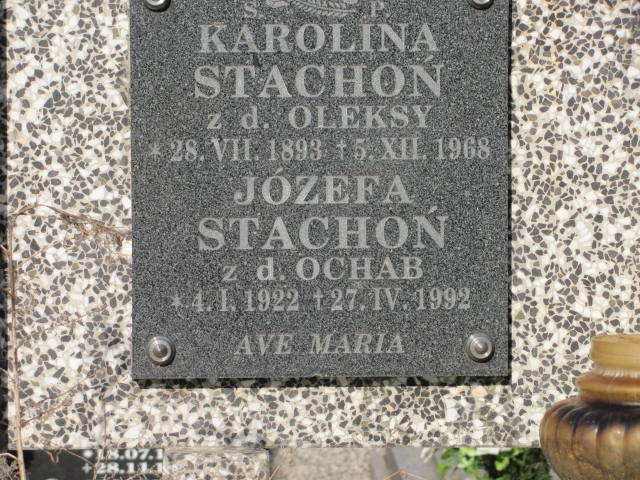 Ś. P.
KAROLINA
STACHOŃ
z d. OLEKSY
* 28. VII. 1893 † 5. XII. 1968
JÓZEFA
STACHOŃ
z d. OCHAB
* 4. I. 1922 † 27. IV. 1992
AVE MARIA